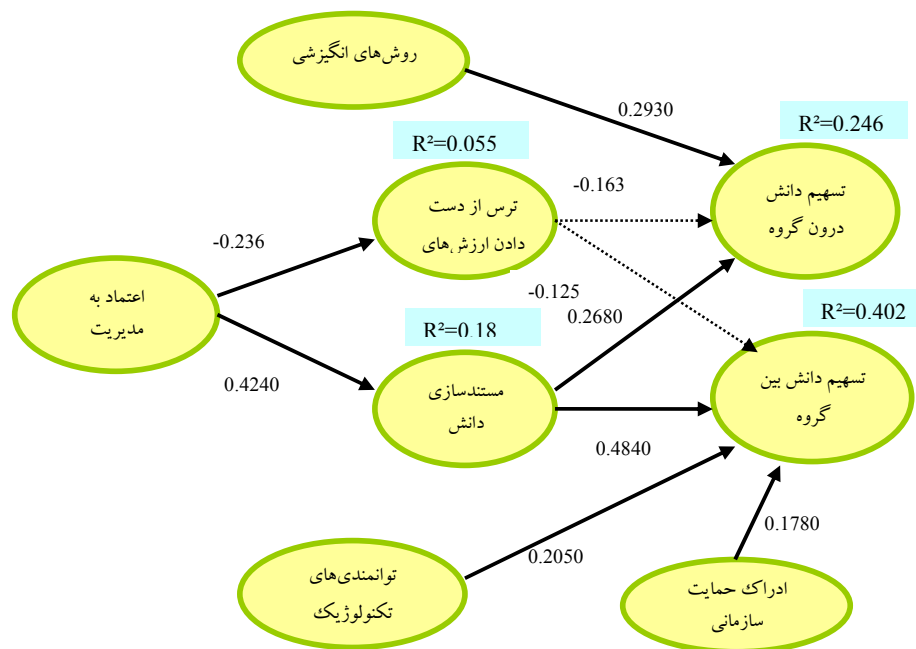 روش‌های انگیزشی
0.2930
R²=0.246
R²=0.055
تسهیم دانش
درون گروه
-0.163
ترس از دست
دادن ارزش‌های
-0.236
اعتماد به
مدیریت
-0.125
0.2680
R²=0.402
R²=0.18
0.4240
تسهیم دانش بین
گروه
مستندسازی
دانش
0.4840
0.1780
0.2050
توانمندی‌های
تکنولوژیک
ادراک حمایت
سازمانی